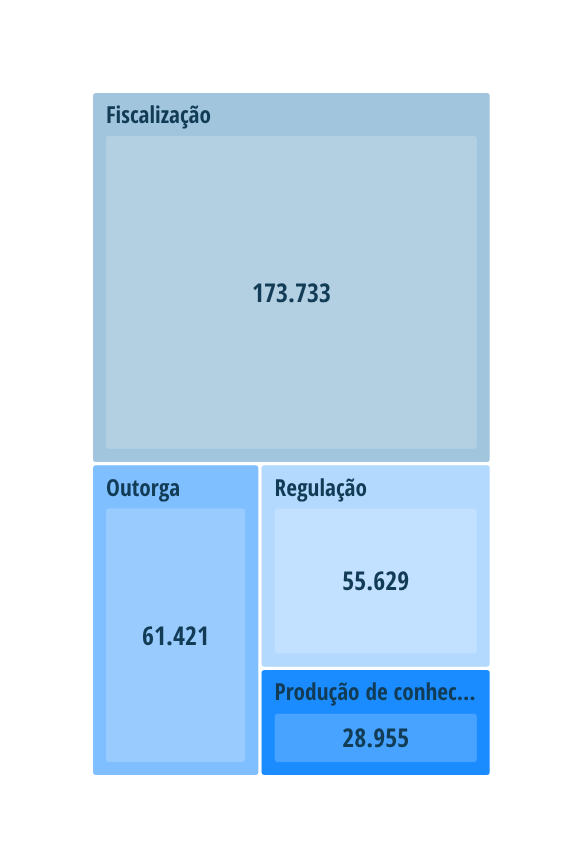 Fiscalização
173.733
Outorga
61.421
Regulação
55.629
Produção de conhec...
28.955